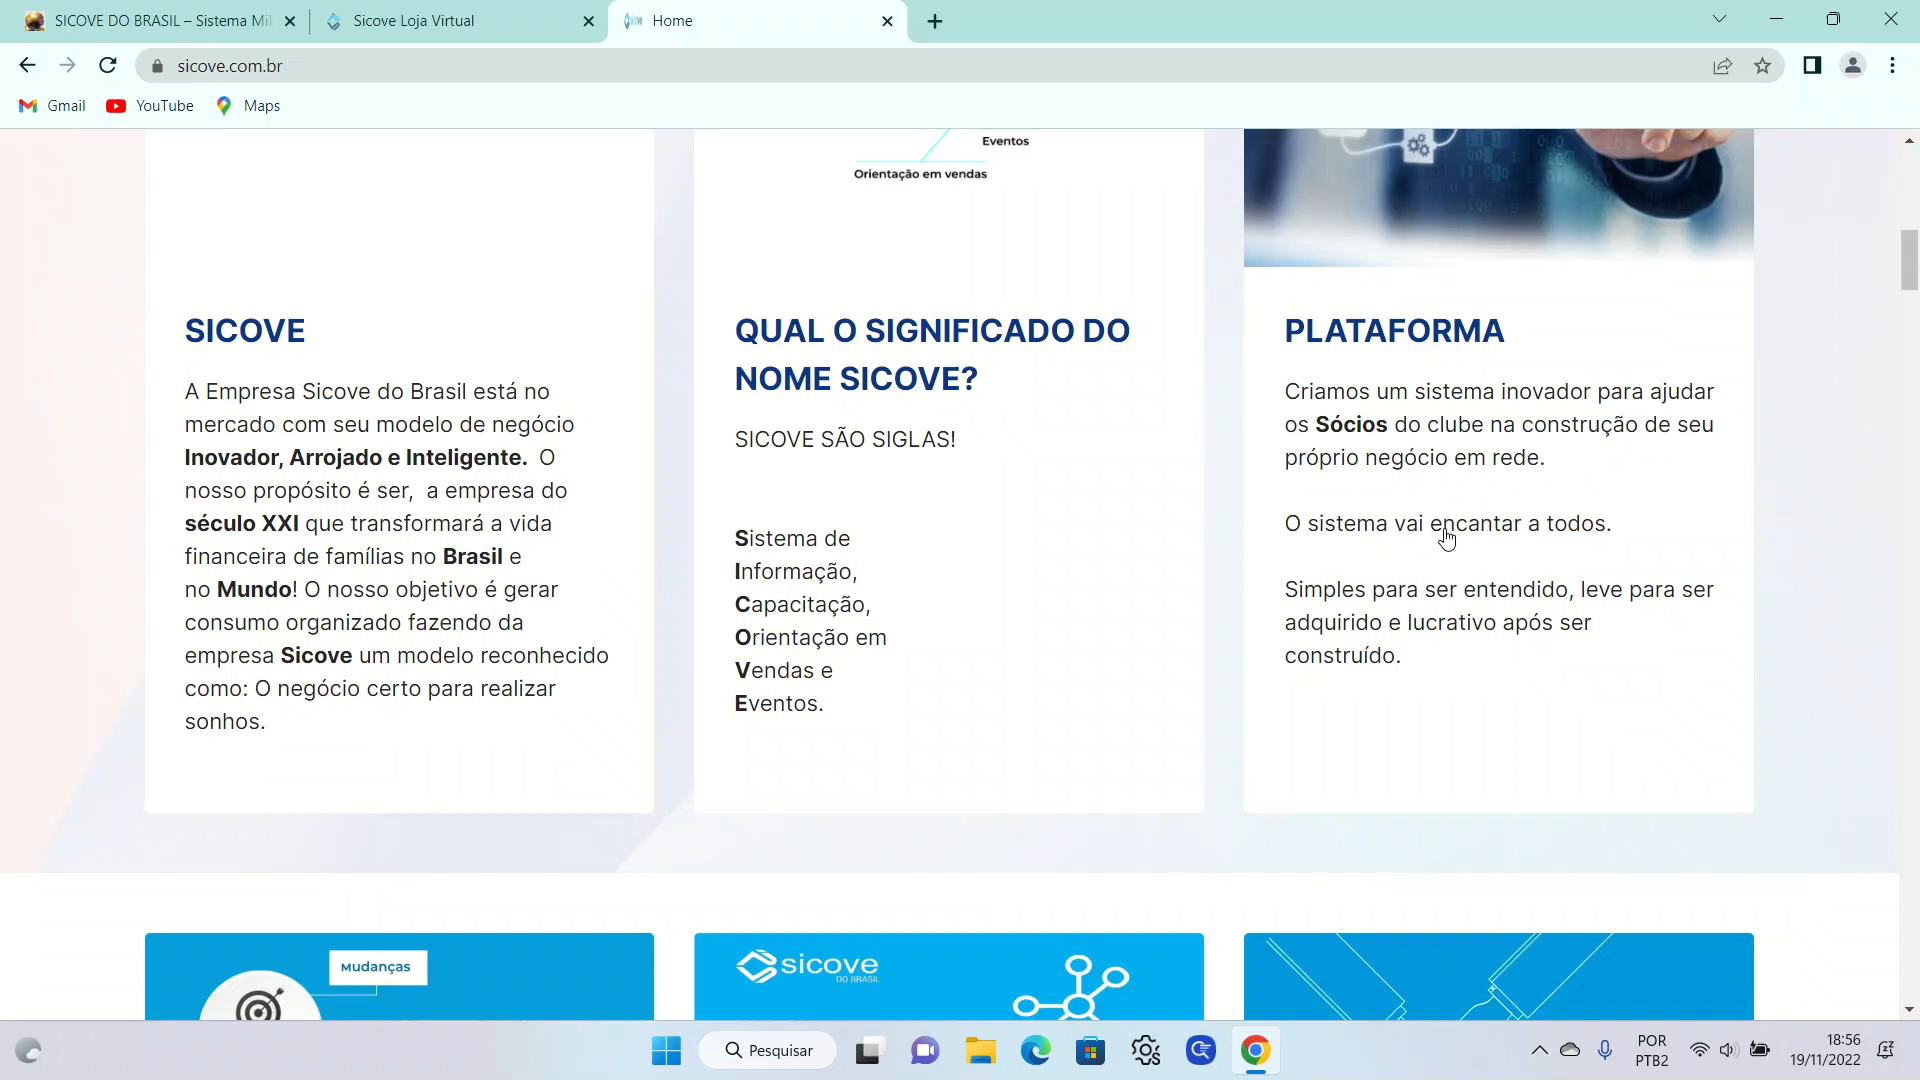 SICOVE DO BRASIL – Sistema Mil
Sicove Loja Virtual
Home
sicove.com.br
Gmail
YouTube
Maps
Eventos
Orientação em vendas
SICOVE
A Empresa Sicove do Brasil está no
mercado com seu modelo de negócio
Inovador, Arrojado e Inteligente. O
nosso propósito é ser, a empresa do
século XXI que transformará a vida
financeira de famílias no Brasil e
no Mundo! O nosso objetivo é gerar
consumo organizado fazendo da
empresa Sicove um modelo reconhecido
como: O negócio certo para realizar
sonhos.
QUAL O SIGNIFICADO DO
NOME SICOVE?
SICOVE SÃO SIGLAS!
Sistema de
Informação,
Capacitação,
Orientação em
Vendas e
Eventos.
PLATAFORMA
Criamos um sistema inovador para ajudar
os Sócios do clube na construção de seu
próprio negócio em rede.
O sistema vai encantar a todos.
Simples para ser entendido, leve para ser
adquirido e lucrativo após ser
construído.
Mudanças
sicove
DO BRASIL
Pesquisar
POR
PTB2
18:56
19/11/2022